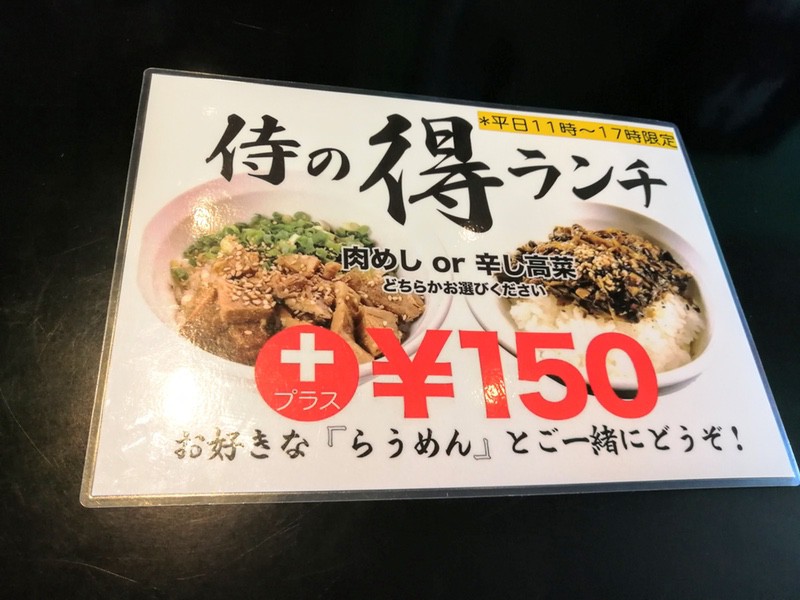 *平日11時〜17時限定
侍の得ランチ
肉めし or 辛し高菜
どちらかお選びください
+ ¥150
プラス
お好きな『らうめん』とご一緒にどうぞ!